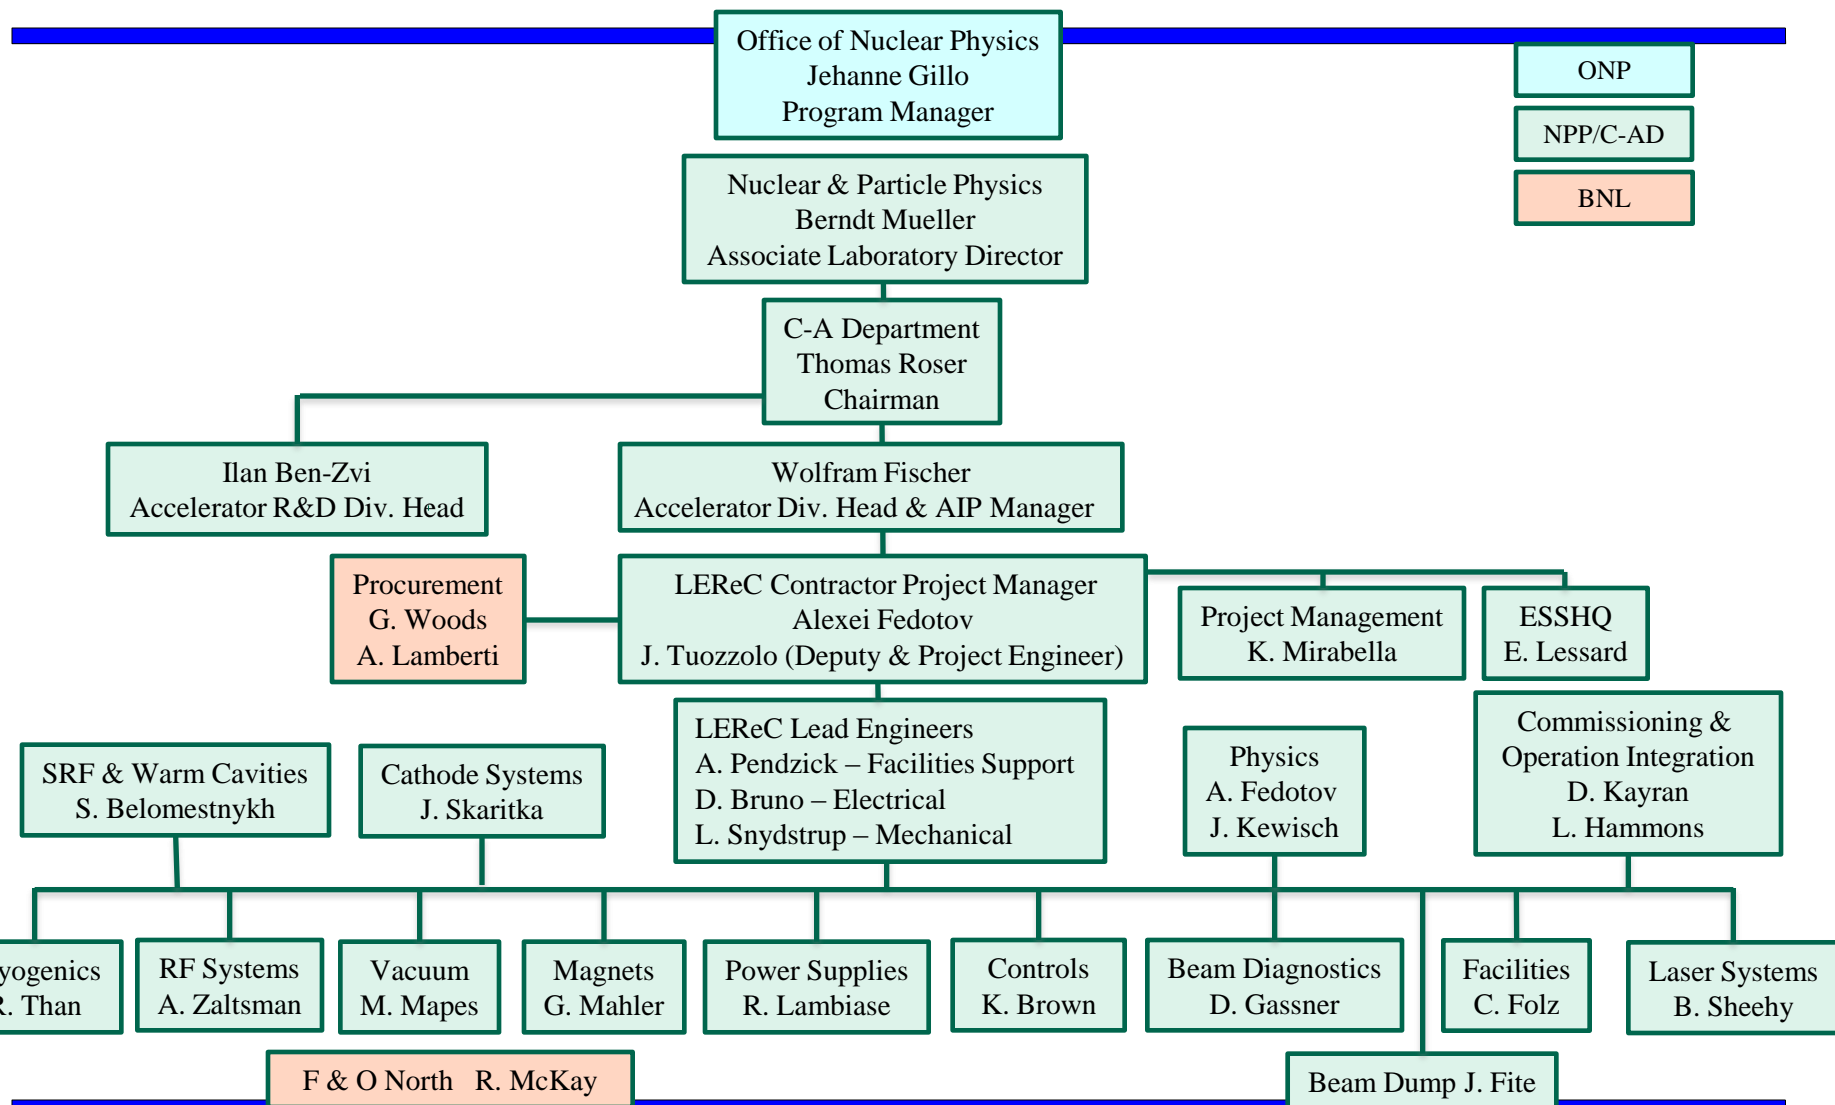 Office of Nuclear Physics
Jehanne Gillo
Program Manager
ONP
NPP/C-AD
BNL
Nuclear & Particle Physics
Berndt Mueller
Associate Laboratory Director
C-A Department
Thomas Roser
Chairman
Ilan Ben-Zvi
Accelerator R&D Div. Head
Wolfram Fischer
Accelerator Div. Head & AIP Manager
Procurement
G. Woods
A. Lamberti
LEReC Contractor Project Manager
Alexei Fedotov
J. Tuozzolo (Deputy & Project Engineer)
Project Management
K. Mirabella
ESSHQ
E. Lessard
SRF & Warm Cavities
S. Belomestnykh
Cathode Systems
J. Skaritka
LEReC Lead Engineers
A. Pendzick – Facilities Support
D. Bruno – Electrical
L. Snydstrup – Mechanical
Physics
A. Fedotov
J. Kewisch
Commissioning &
Operation Integration
D. Kayran
L. Hammons
yogenics
R. Than
RF Systems
A. Zaltsman
Vacuum
M. Mapes
Magnets
G. Mahler
Power Supplies
R. Lambiase
Controls
K. Brown
Beam Diagnostics
D. Gassner
Facilities
C. Folz
Laser Systems
B. Sheehy
F & O North R. McKay
Beam Dump J. Fite